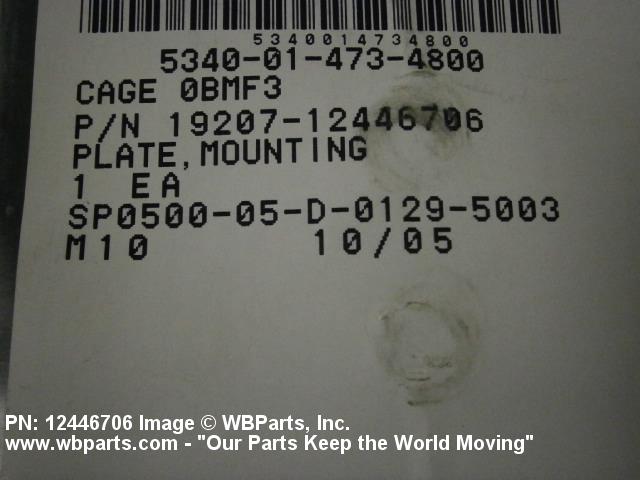 5340014734800
5340-01-473-4800
CAGE 0BMF3
P/N 19207-12446706
PLATE,MOUNTING
1 EA
SP0500-05-D-0129-5003
M10 10/05
PN: 12446706 Image © WBParts, Inc.
www.wbparts.com - "Our Parts Keep the World Moving"